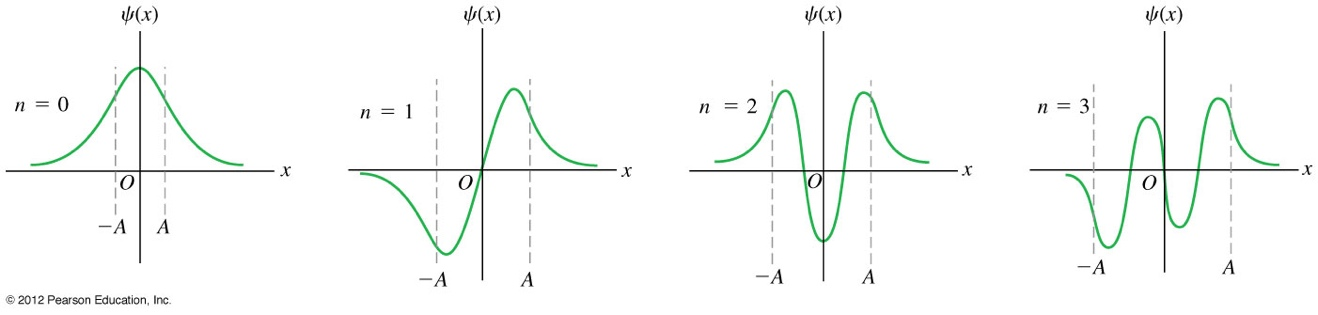 ψ(x)
n = 0
x
O
−A
A
ψ(x)
n = 1
x
O
−A
A
ψ(x)
n = 2
x
O
−A
A
ψ(x)
n = 3
x
O
−A
A
© 2012 Pearson Education, Inc.